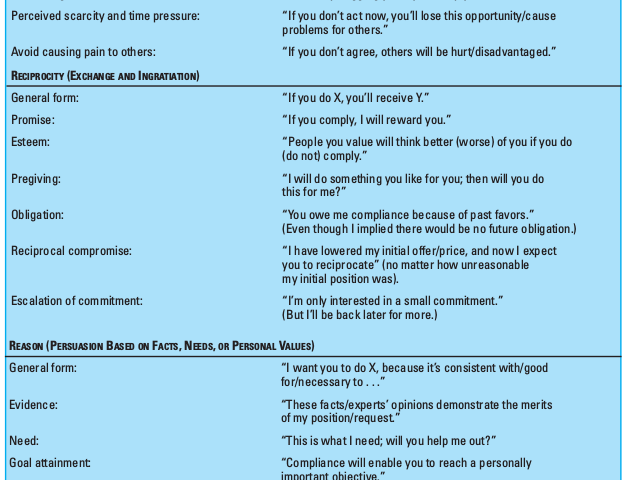 Perceived scarcity and time pressure: "If you don't act now, you'll lose this opportunity/cause
problems for others."
Avoid causing pain to others: "If you don't agree, others will be hurt/disadvantaged."
RECIPROCITY (EXCHANGE AND INGRATIATION)
General form: "If you do X, you'll receive Y."
Promise: "If you comply, I will reward you."
Esteem: "People you value will think better (worse) of you if you do
(do not) comply."
Pregiving: "I will do something you like for you; then will you do
this for me?"
Obligation: "You owe me compliance because of past favors."
(Even though I implied there would be no future obligation.)
Reciprocal compromise: "I have lowered my initial offer/price, and now I expect
you to reciprocate" (no matter how unreasonable
my initial position was).
Escalation of commitment: "I'm only interested in a small commitment."
(But I'll be back later for more.)
REASON (PERSUASION BASED ON FACTS, NEEDS, OR PERSONAL VALUES)
General form: "I want you to do X, because it's consistent with/good
for/necessary to . . ."
Evidence: "These facts/experts' opinions demonstrate the merits
of my position/request."
Need: "This is what I need; will you help me out?"
Goal attainment: "Compliance will enable you to reach a personally
important objective."